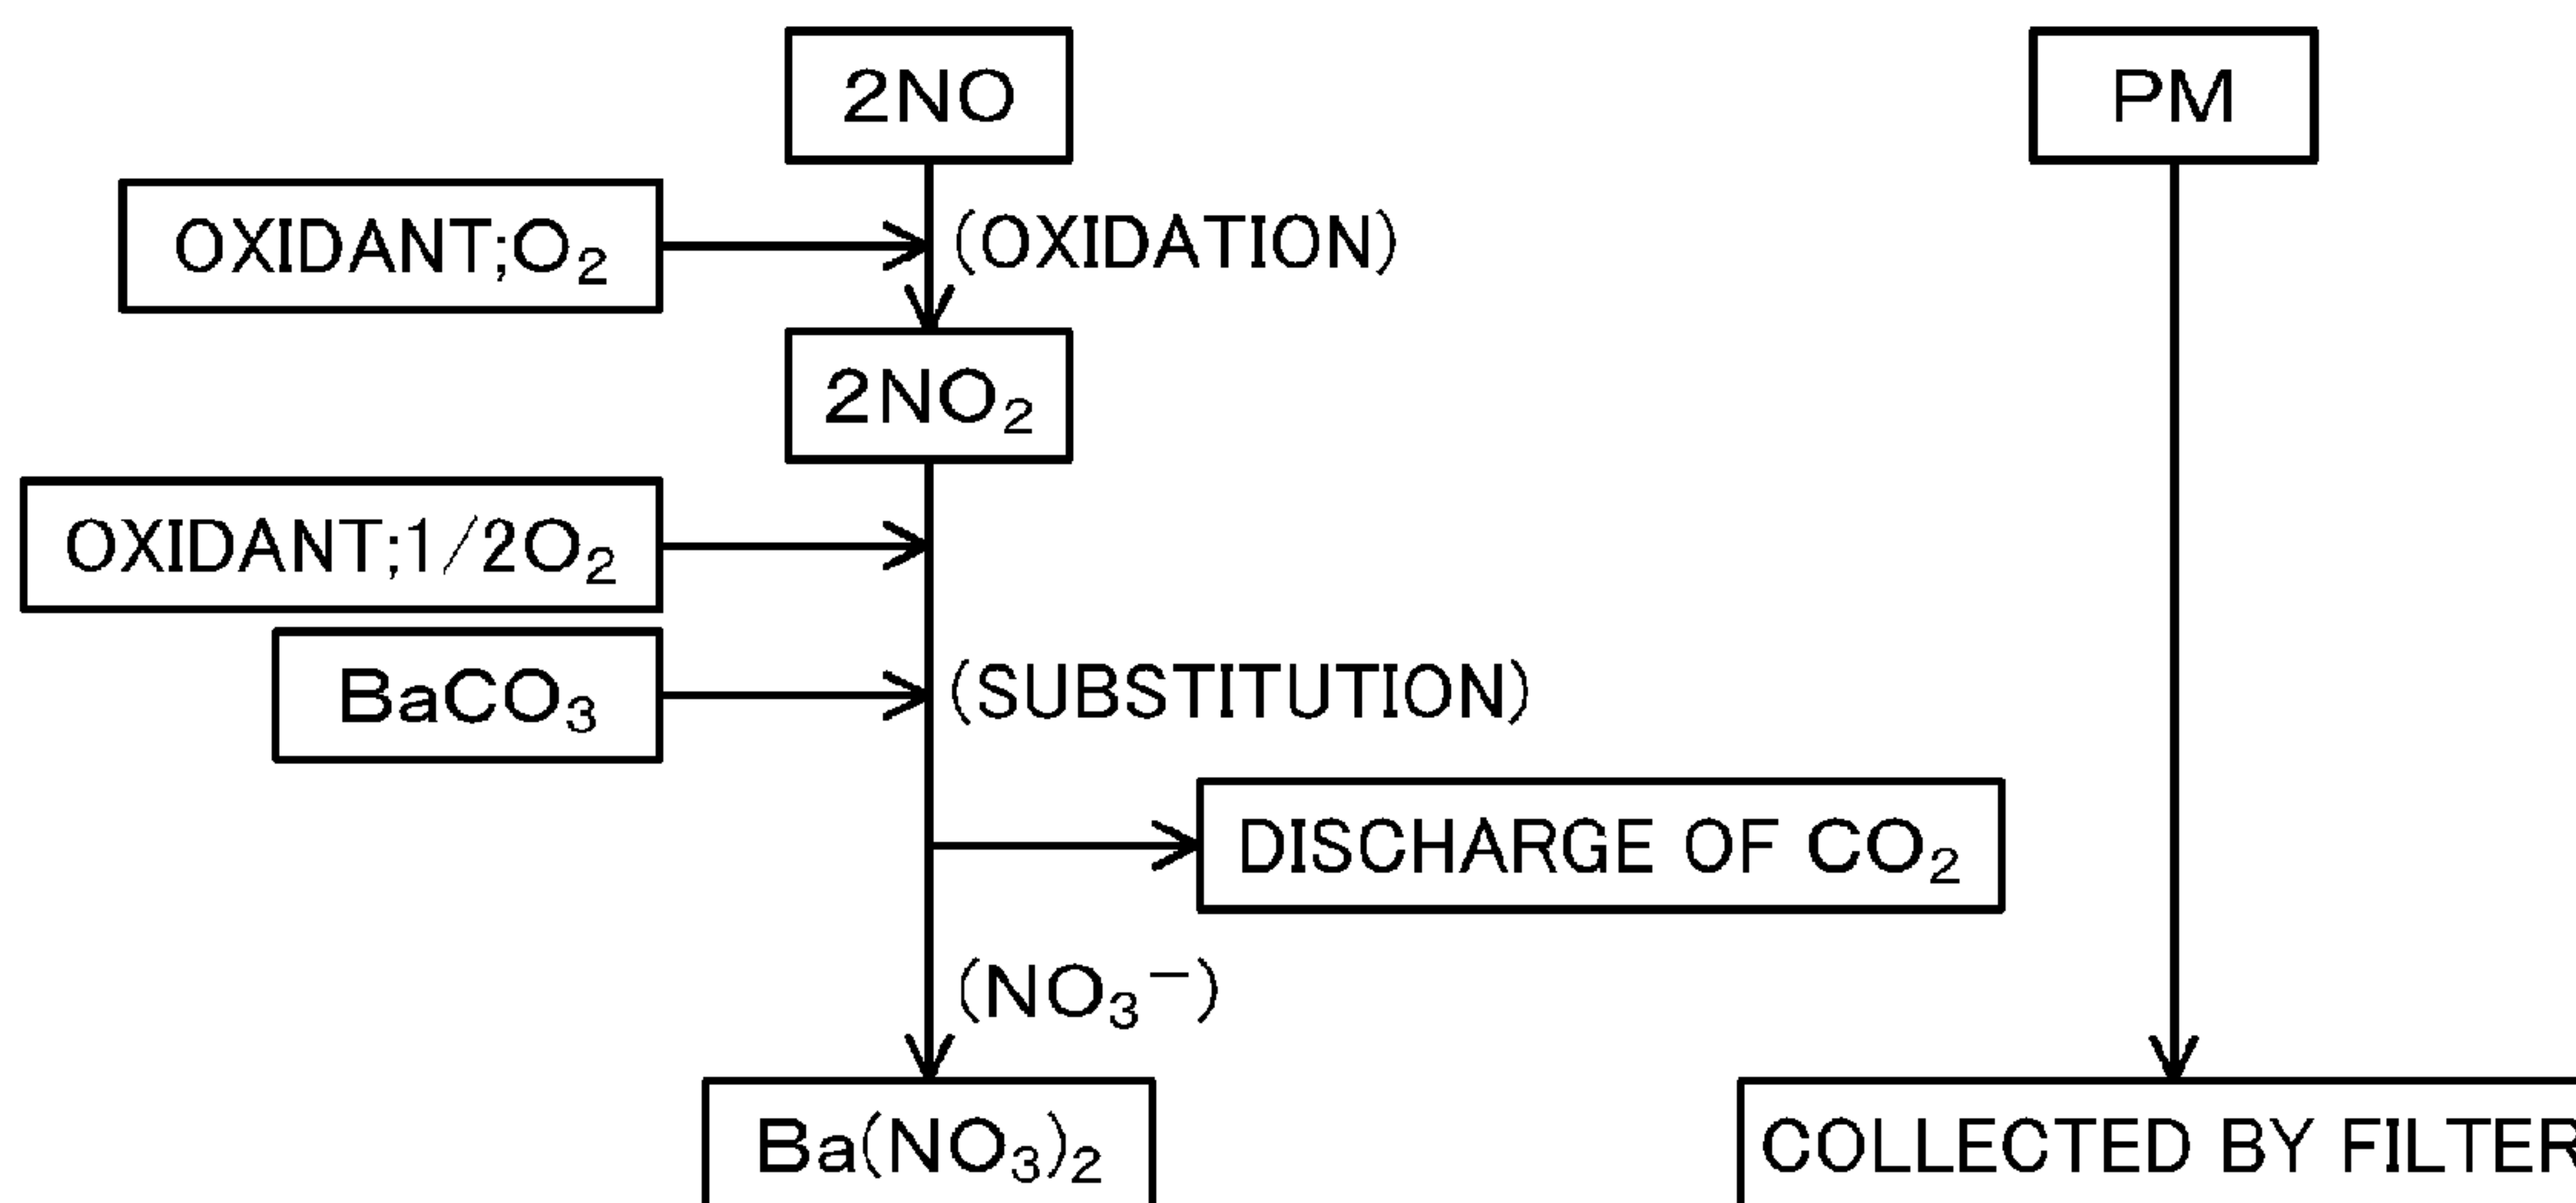 2NO
PM
OXIDANT;O₂
(OXIDATION)
2NO₂
OXIDANT;1/2O₂
BaCO₃
(SUBSTITUTION)
DISCHARGE OF CO₂
(NO₃⁻)
Ba(NO₃)₂
COLLECTED BY FILTER